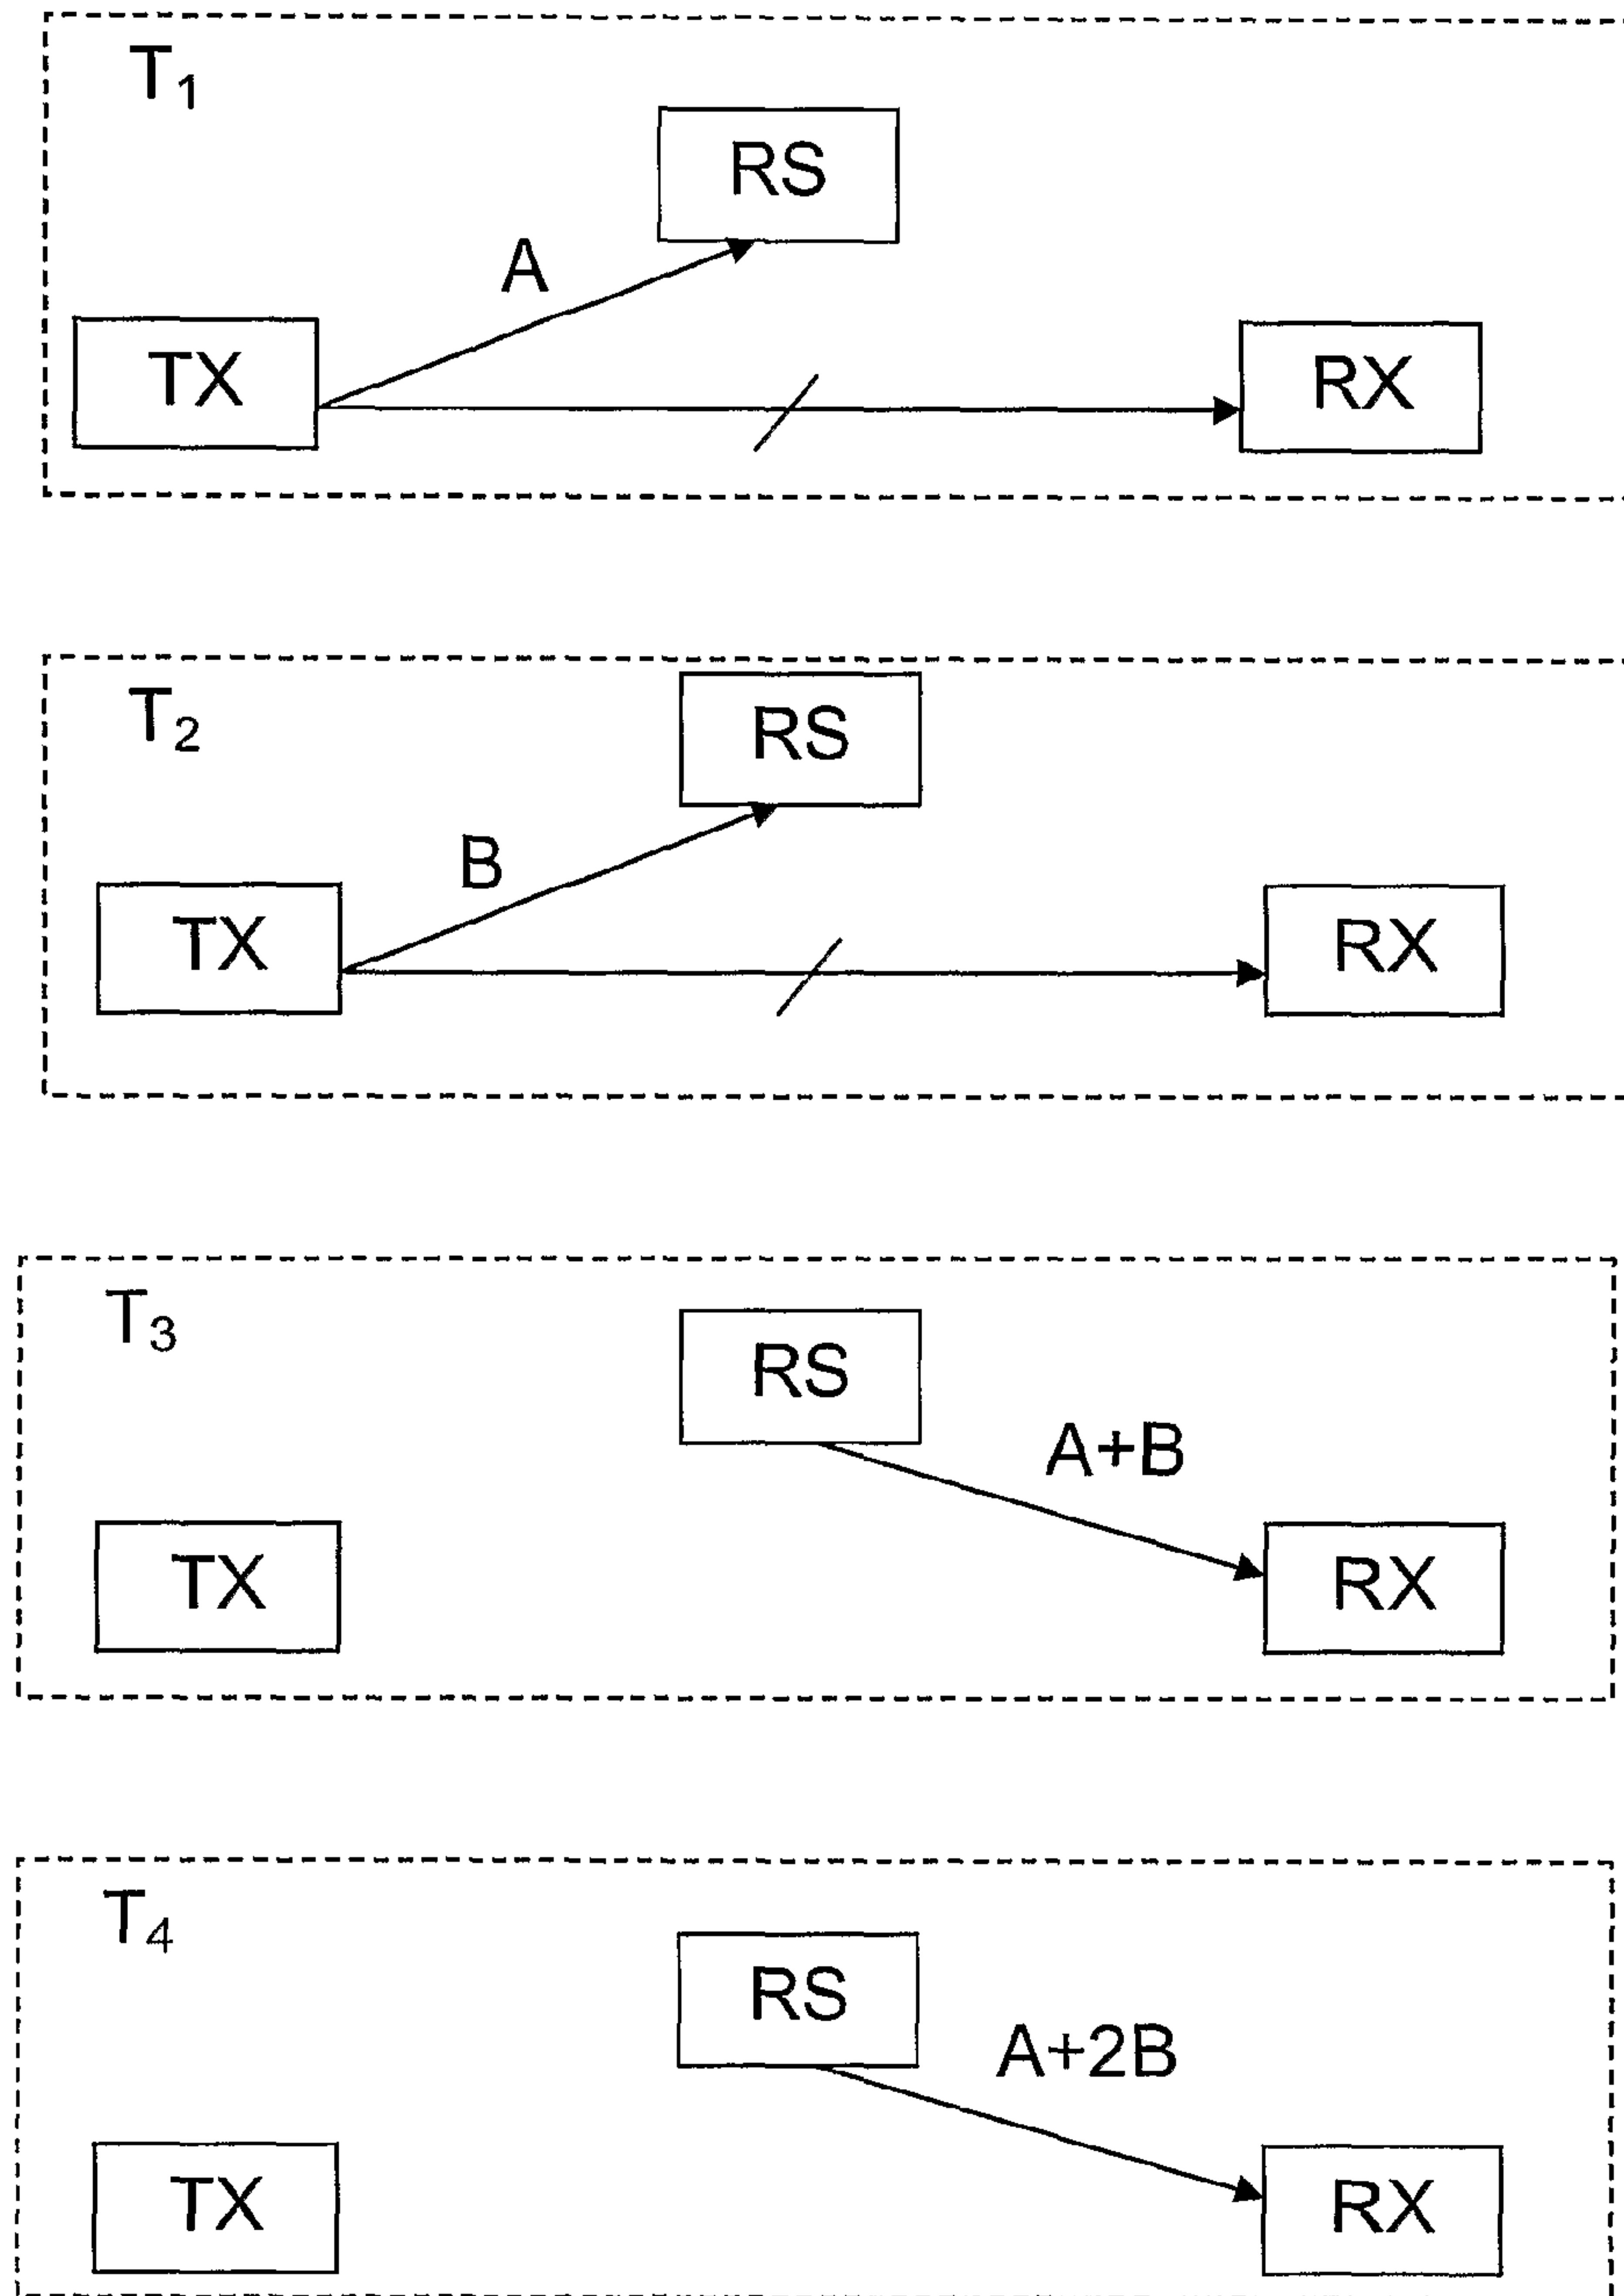 T₁
RS
A
TX
RX
T₂
RS
B
TX
RX
T₃
RS
A+B
TX
RX
T₄
RS
A+2B
TX
RX